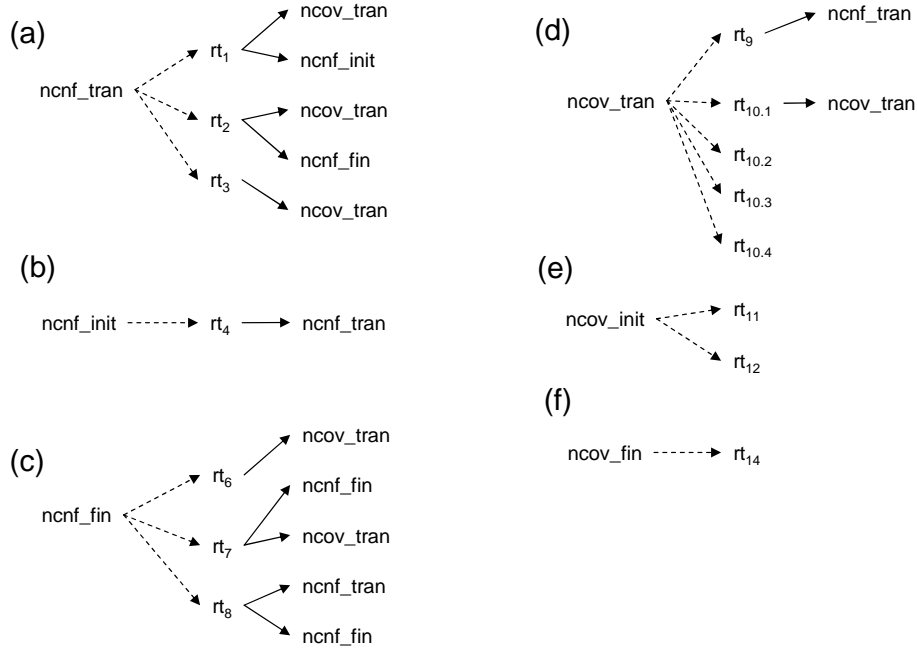 (a)
ncnf_tran
rt1
ncov_tran
ncnf_init
rt2
ncov_tran
ncnf_fin
rt3
ncov_tran
(b)
ncnf_init
rt4
ncnf_tran
(c)
ncnf_fin
rt6
ncov_tran
rt7
ncnf_fin
ncov_tran
rt8
ncnf_tran
ncnf_fin
(d)
ncov_tran
rt9
ncnf_tran
rt10.1
ncov_tran
rt10.2
rt10.3
rt10.4
(e)
ncov_init
rt11
rt12
(f)
ncov_fin
rt14